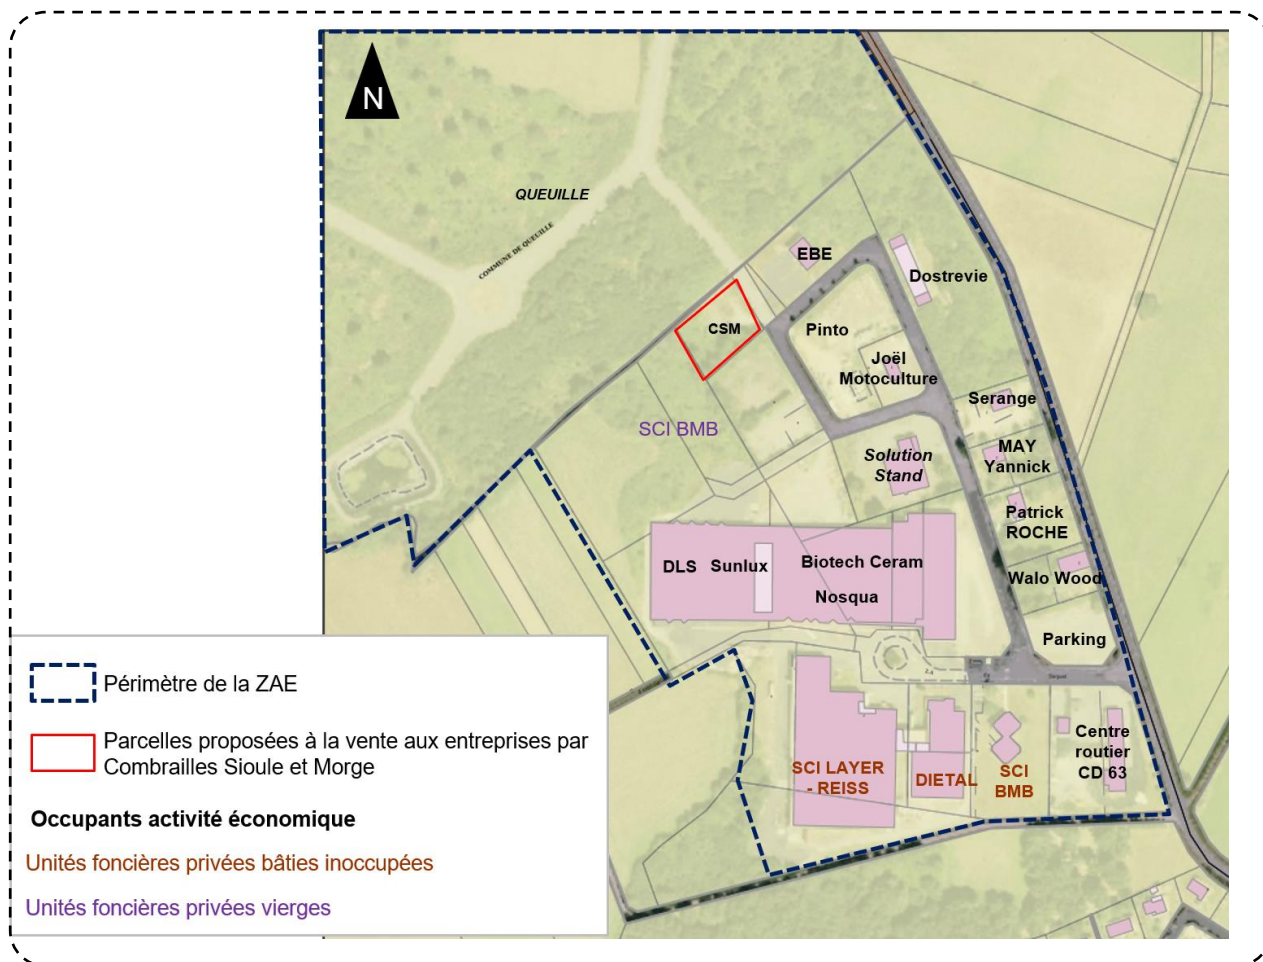 N
QUEUILLE
COMMUNE DE QUEUILLE
EBE
Dostrevie
CSM
Pinto
Joël
Motoculture
Serange
SCI BMB
MAY
Yannick
Solution
Stand
Patrick
ROCHE
DLS Sunlux
Biotech Ceram
Walo Wood
Nosqua
Parking
Centre
routier
CD 63
SCI LAYER
- REISS
DIETAL
SCI
BMB
Périmètre de la ZAE
Parcelles proposées à la vente aux entreprises par
Combrailles Sioule et Morge
Occupants activité économique
Unités foncières privées bâties inoccupées
Unités foncières privées vierges